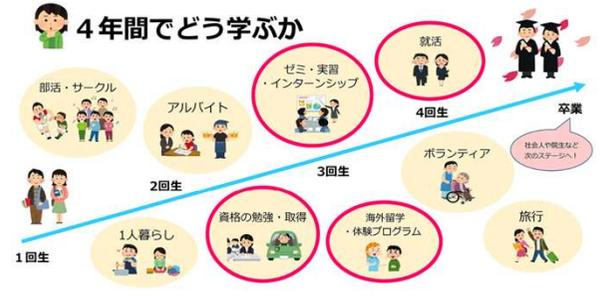 4年間でどう学ぶか
部活・サークル
アルバイト
ゼミ・実習
・インターンシップ
就活
4回生
卒業
社会人や院生など
次のステージへ!
ボランティア
3回生
2回生
1回生
1人暮らし
資格の勉強・取得
海外留学
・体験プログラム
旅行